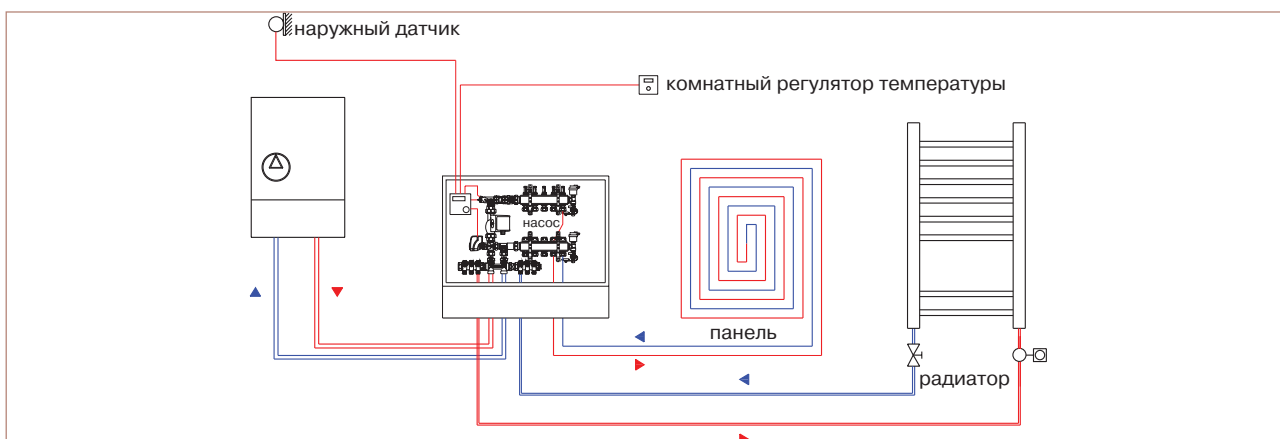 наружный датчик
комнатный регулятор температуры
насос
панель
радиатор